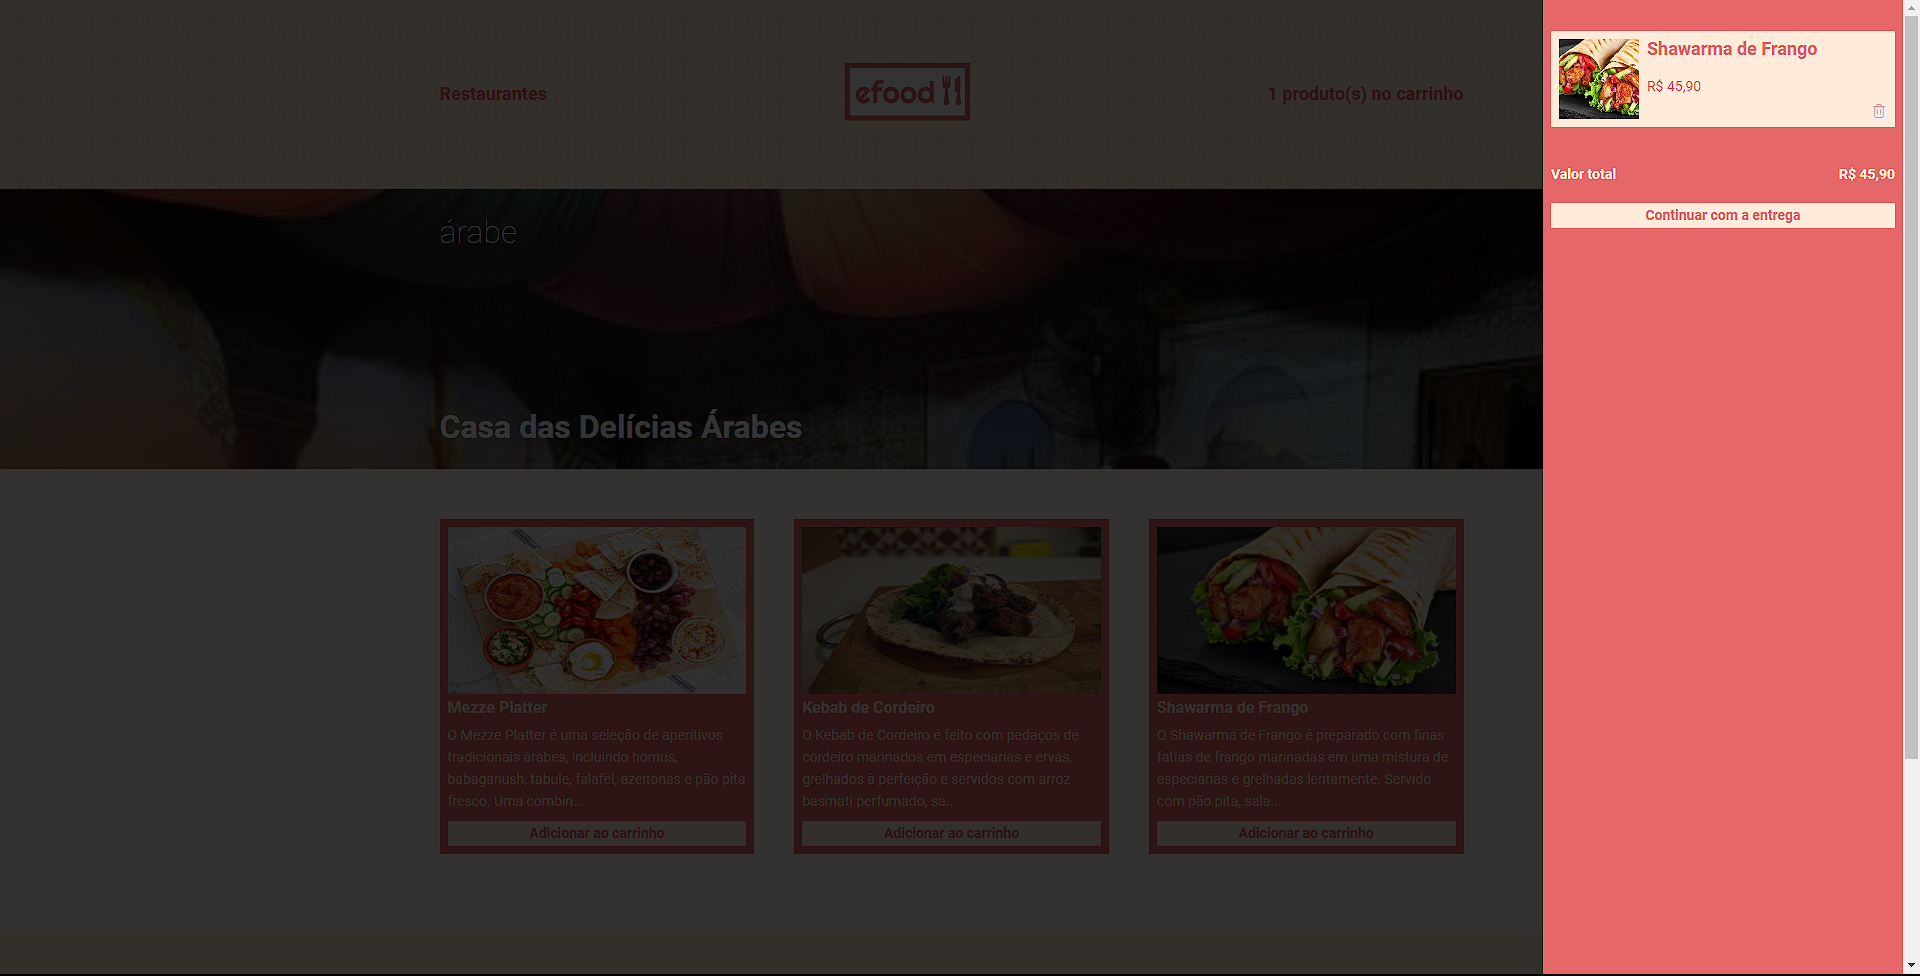 Restaurantes
efood
1 produto(s) no carrinho
árabe
Casa das Delícias Árabes
Mezze Platter
O Mezze Platter é uma seleção de aperitivos
tradicionais árabes, incluindo homus,
babaganush, tabule, falafel, azeitonas e pão pita
fresco. Uma combin...
Adicionar ao carrinho
Kebab de Cordeiro
O Kebab de Cordeiro é feito com pedaços de
cordeiro marinados em especiarias e ervas,
grelhados à perfeição e servidos com arroz
basmati perfumado, sa...
Adicionar ao carrinho
Shawarma de Frango
O Shawarma de Frango é preparado com finas
fatias de frango marinadas em uma mistura de
especiarias e grelhadas lentamente. Servido
com pão pita, sala...
Adicionar ao carrinho
Shawarma de Frango
R$ 45,90
Valor total R$ 45,90
Continuar com a entrega